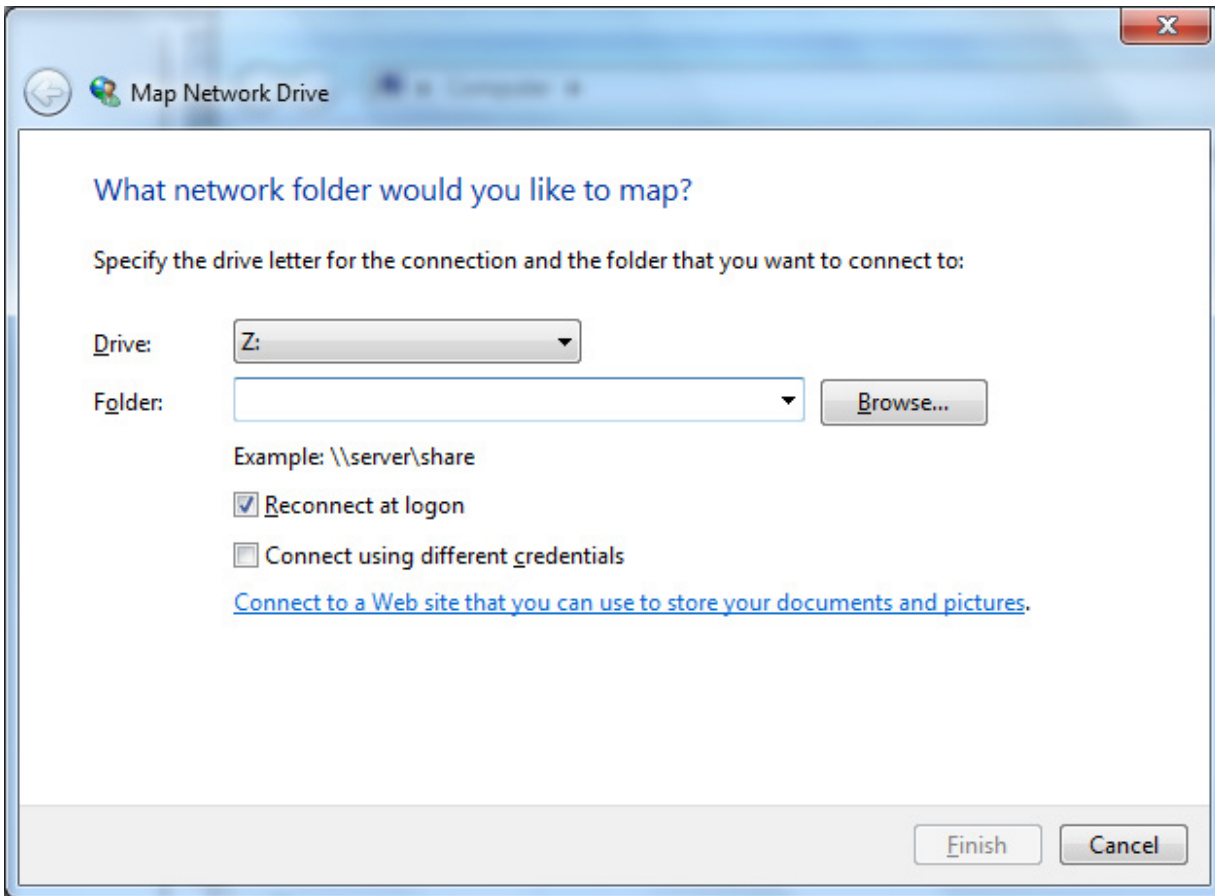 Map Network Drive
Computer
What network folder would you like to map?
Specify the drive letter for the connection and the folder that you want to connect to:
Drive: Z:
Folder: Browse...
Example: \\server\share
Reconnect at logon
Connect using different credentials
Connect to a Web site that you can use to store your documents and pictures.
Finish Cancel